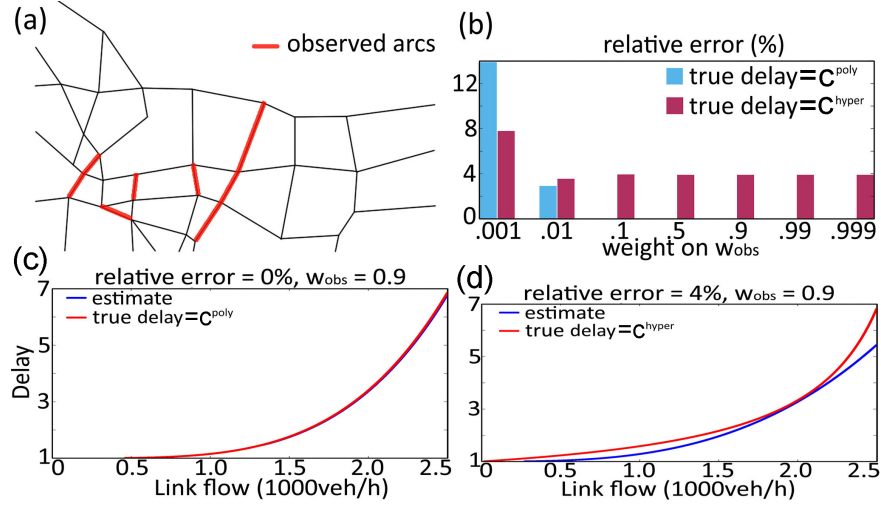 (a)
observed arcs
(b)
relative error (%)
true delay=c^poly
true delay=c^hyper
12
8
4
0
.001 .01 .1 .5 .9 .99 .999
weight on w_obs
(c)
relative error = 0%, w_obs = 0.9
estimate
true delay=c^poly
7
5
3
1
Delay
0 0.5 1.0 1.5 2.0 2.5
Link flow (1000veh/h)
(d)
relative error = 4%, w_obs = 0.9
estimate
true delay=c^hyper
7
5
3
1
0 0.5 1.0 1.5 2.0 2.5
Link flow (1000veh/h)